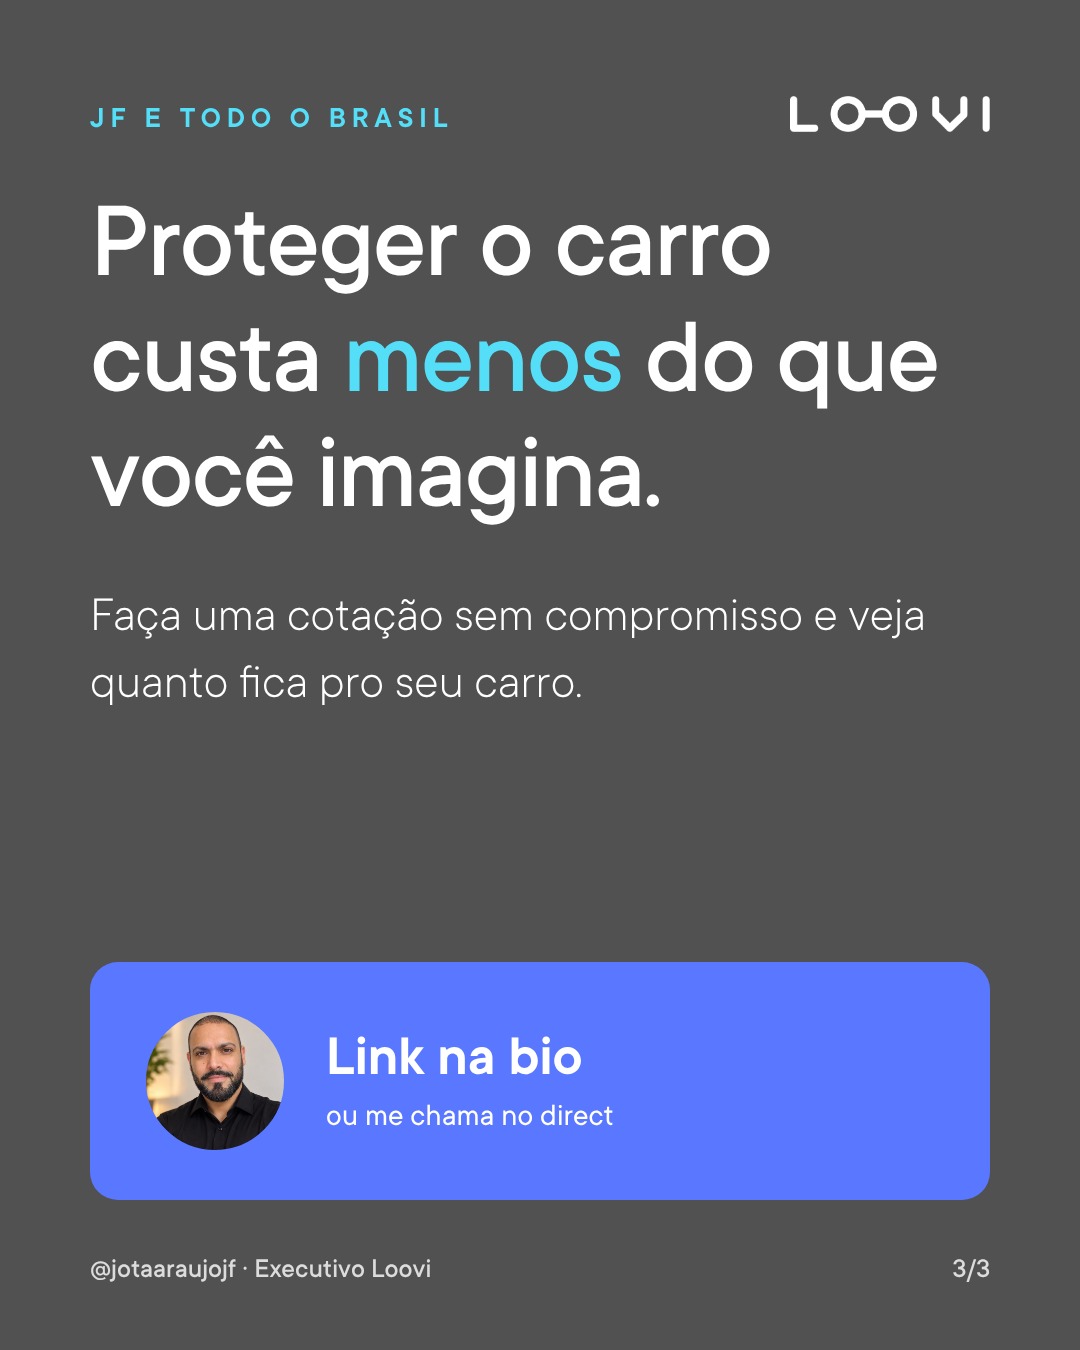 JF E TODO O BRASIL
LOOVI
Proteger o carro
custa menos do que
você imagina.
Faça uma cotação sem compromisso e veja
quanto fica pro seu carro.
Link na bio
ou me chama no direct
@jotaaraujojf · Executivo Loovi
3/3